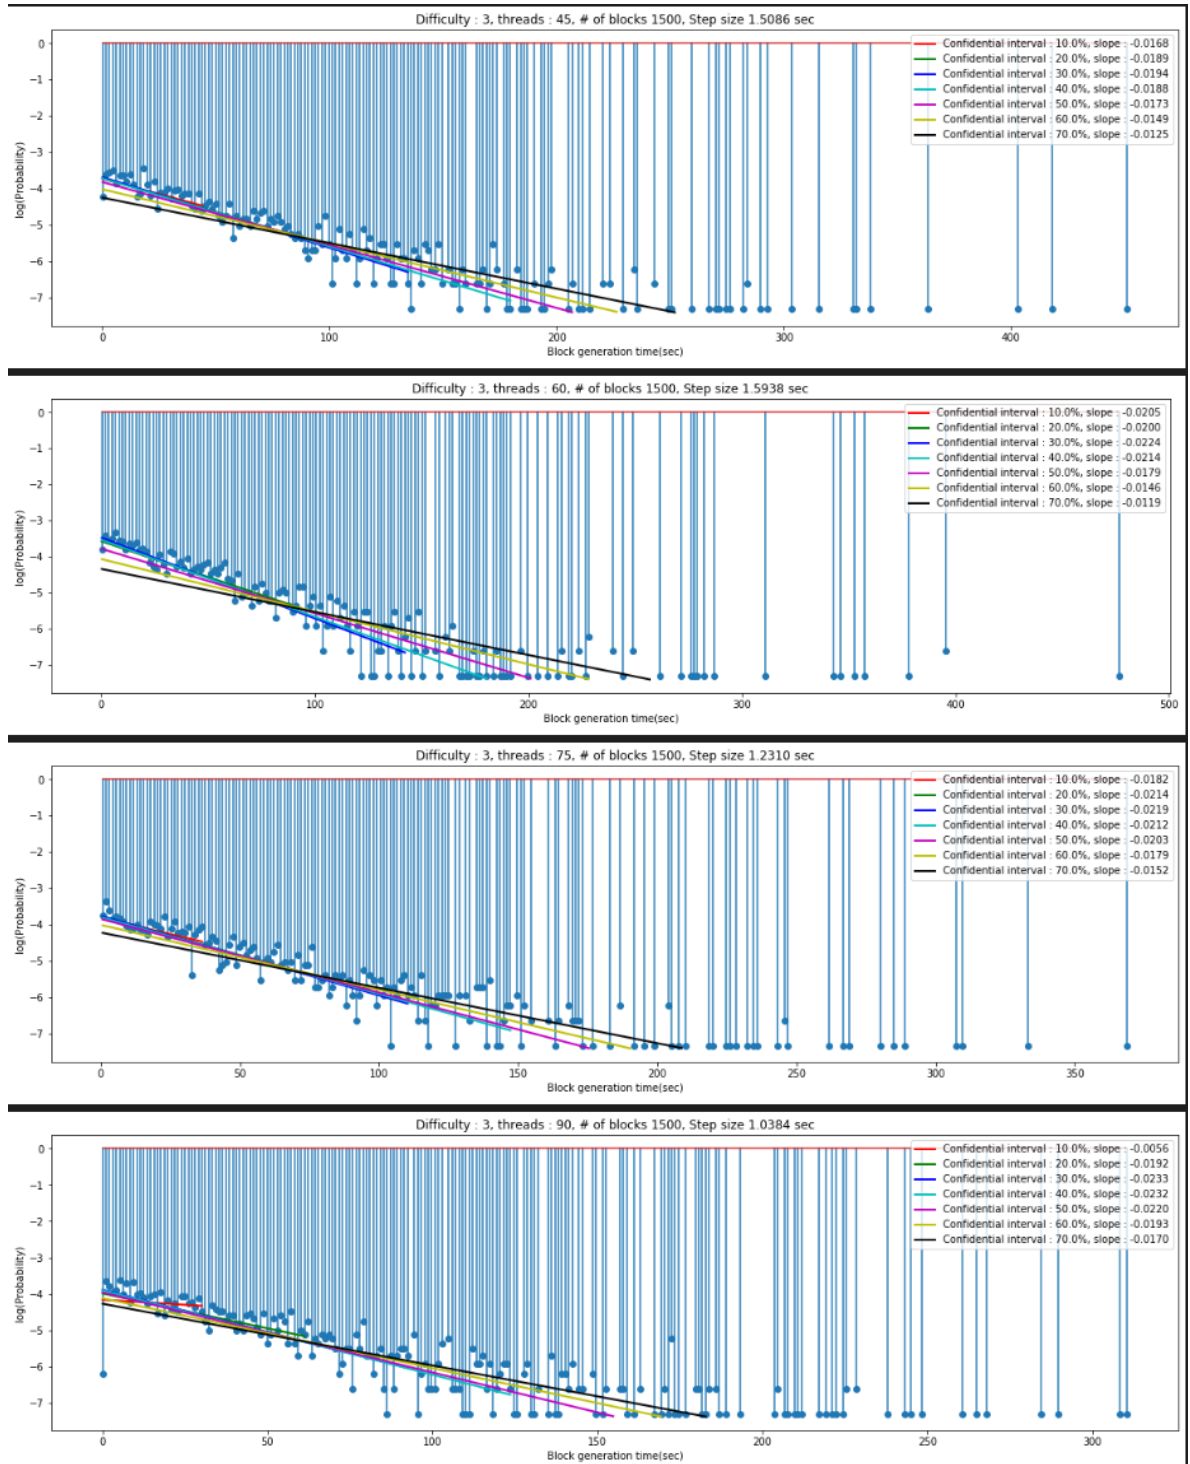 Difficulty : 3, threads : 45, # of blocks 1500, Step size 1.5086 sec
Confidential interval : 10.0%, slope : -0.0168
Confidential interval : 20.0%, slope : -0.0189
Confidential interval : 30.0%, slope : -0.0194
Confidential interval : 40.0%, slope : -0.0188
Confidential interval : 50.0%, slope : -0.0173
Confidential interval : 60.0%, slope : -0.0149
Confidential interval : 70.0%, slope : -0.0125
log(Probability)
0
−1
−2
−3
−4
−5
−6
−7
0 100 200 300 400
Block generation time(sec)
Difficulty : 3, threads : 60, # of blocks 1500, Step size 1.5938 sec
Confidential interval : 10.0%, slope : -0.0205
Confidential interval : 20.0%, slope : -0.0200
Confidential interval : 30.0%, slope : -0.0224
Confidential interval : 40.0%, slope : -0.0214
Confidential interval : 50.0%, slope : -0.0179
Confidential interval : 60.0%, slope : -0.0146
Confidential interval : 70.0%, slope : -0.0119
log(Probability)
0
−1
−2
−3
−4
−5
−6
−7
0 100 200 300 400 500
Block generation time(sec)
Difficulty : 3, threads : 75, # of blocks 1500, Step size 1.2310 sec
Confidential interval : 10.0%, slope : -0.0182
Confidential interval : 20.0%, slope : -0.0214
Confidential interval : 30.0%, slope : -0.0219
Confidential interval : 40.0%, slope : -0.0212
Confidential interval : 50.0%, slope : -0.0203
Confidential interval : 60.0%, slope : -0.0179
Confidential interval : 70.0%, slope : -0.0152
log(Probability)
0
−1
−2
−3
−4
−5
−6
−7
0 50 100 150 200 250 300 350
Block generation time(sec)
Difficulty : 3, threads : 90, # of blocks 1500, Step size 1.0384 sec
Confidential interval : 10.0%, slope : -0.0056
Confidential interval : 20.0%, slope : -0.0192
Confidential interval : 30.0%, slope : -0.0233
Confidential interval : 40.0%, slope : -0.0232
Confidential interval : 50.0%, slope : -0.0220
Confidential interval : 60.0%, slope : -0.0193
Confidential interval : 70.0%, slope : -0.0170
log(Probability)
0
−1
−2
−3
−4
−5
−6
−7
0 50 100 150 200 250 300
Block generation time(sec)